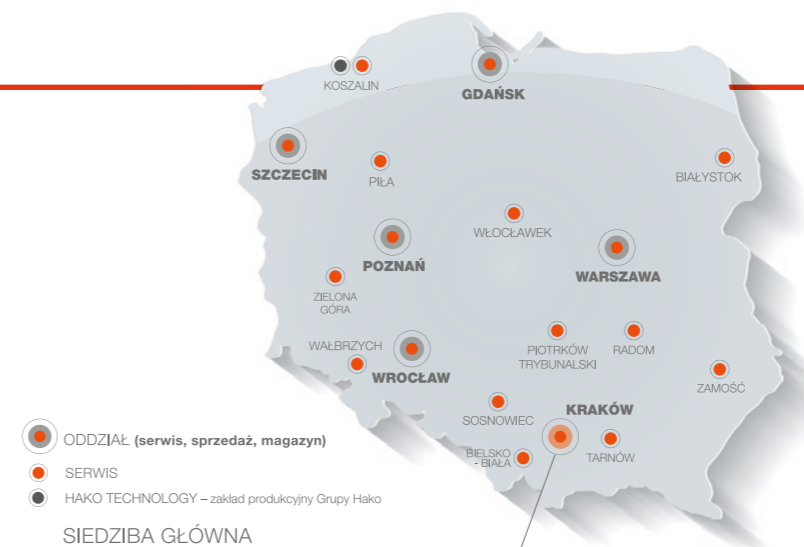 KOSZALIN
GDAŃSK
SZCZECIN
PIŁA
BIAŁYSTOK
WŁOCŁAWEK
POZNAŃ
WARSZAWA
ZIELONA
GÓRA
WAŁBRZYCH
WROCŁAW
PIOTRKÓW
TRYBUNALSKI
RADOM
ZAMOŚĆ
SOSNOWIEC
KRAKÓW
BIELSKO
- BIAŁA
TARNÓW
ODDZIAŁ (serwis, sprzedaż, magazyn)
SERWIS
HAKO TECHNOLOGY – zakład produkcyjny Grupy Hako
SIEDZIBA GŁÓWNA